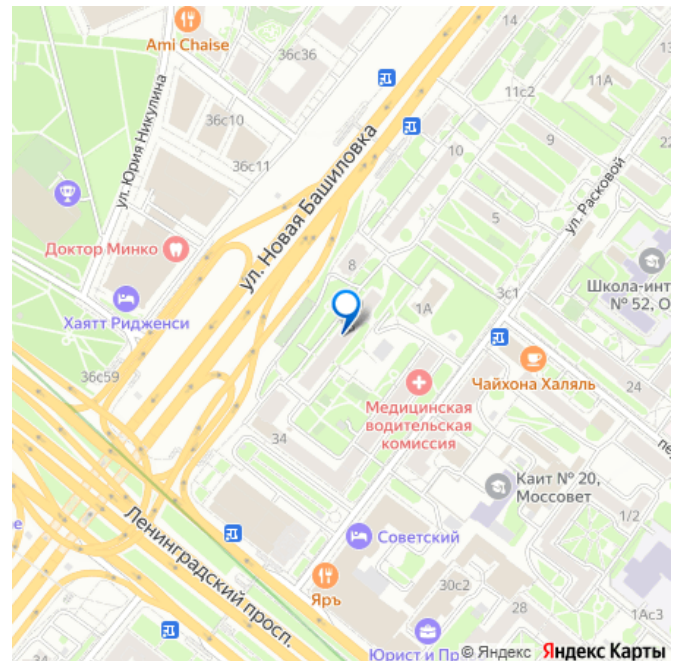 Ami Chaise
36с36
13
14
11А
11с2
36с10
ул. Юрия Никулина
36с11
ул. Новая Башиловка
10
9
22
ул. Расковой
5
Доктор Минко
8
Школа-инт
№ 52, О
1А
3с1
Хаятт Ридженси
36с59
Чайхона Халяль
24
Медицинская
водительская
комиссия
пе
34
Каит № 20,
Моссовет
Ленинградский просп.
1/2
е
Советский
Яръ
30с2
28
1Ас3
34
Юрист и Пр
© Яндекс Яндекс Карты